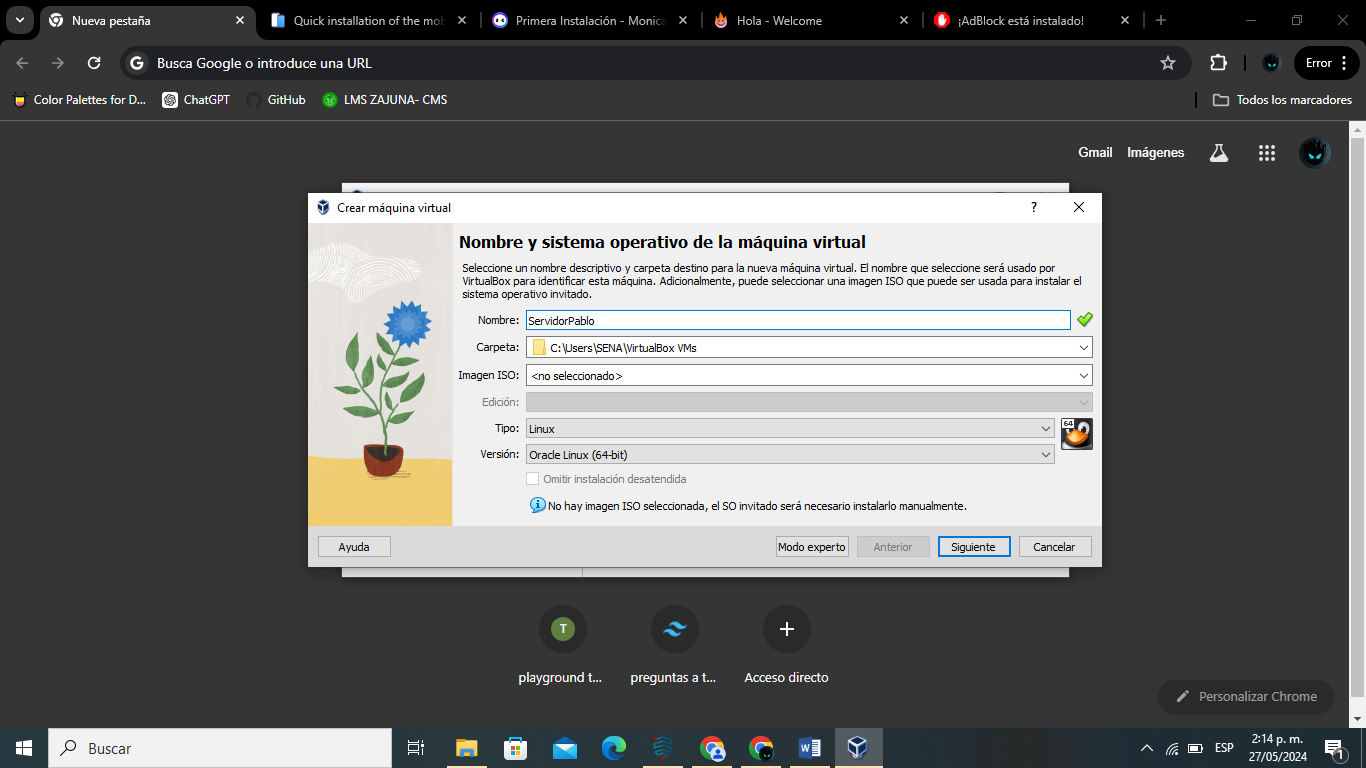 Nueva pestaña
Quick installation of the mob
Primera Instalación - Monica
Hola - Welcome
¡AdBlock está instalado!
G
Busca Google o introduce una URL
Error
Color Palettes for D...
ChatGPT
GitHub
LMS ZAJUNA- CMS
Todos los marcadores
Gmail
Imágenes
Crear máquina virtual
?
Nombre y sistema operativo de la máquina virtual
Seleccione un nombre descriptivo y carpeta destino para la nueva máquina virtual. El nombre que seleccione será usado por
VirtualBox para identificar esta máquina. Adicionalmente, puede seleccionar una imagen ISO que puede ser usada para instalar el
sistema operativo invitado.
Nombre: ServidorPablo
Carpeta: C:\Users\SENA\VirtualBox VMs
Imagen ISO: <no seleccionado>
Edición:
Tipo: Linux
64
Versión: Oracle Linux (64-bit)
Omitir instalación desatendida
No hay imagen ISO seleccionada, el SO invitado será necesario instalarlo manualmente.
Ayuda
Modo experto
Anterior
Siguiente
Cancelar
T
playground t...
preguntas a t...
Acceso directo
Personalizar Chrome
Buscar
ESP
2:14 p. m.
27/05/2024
1